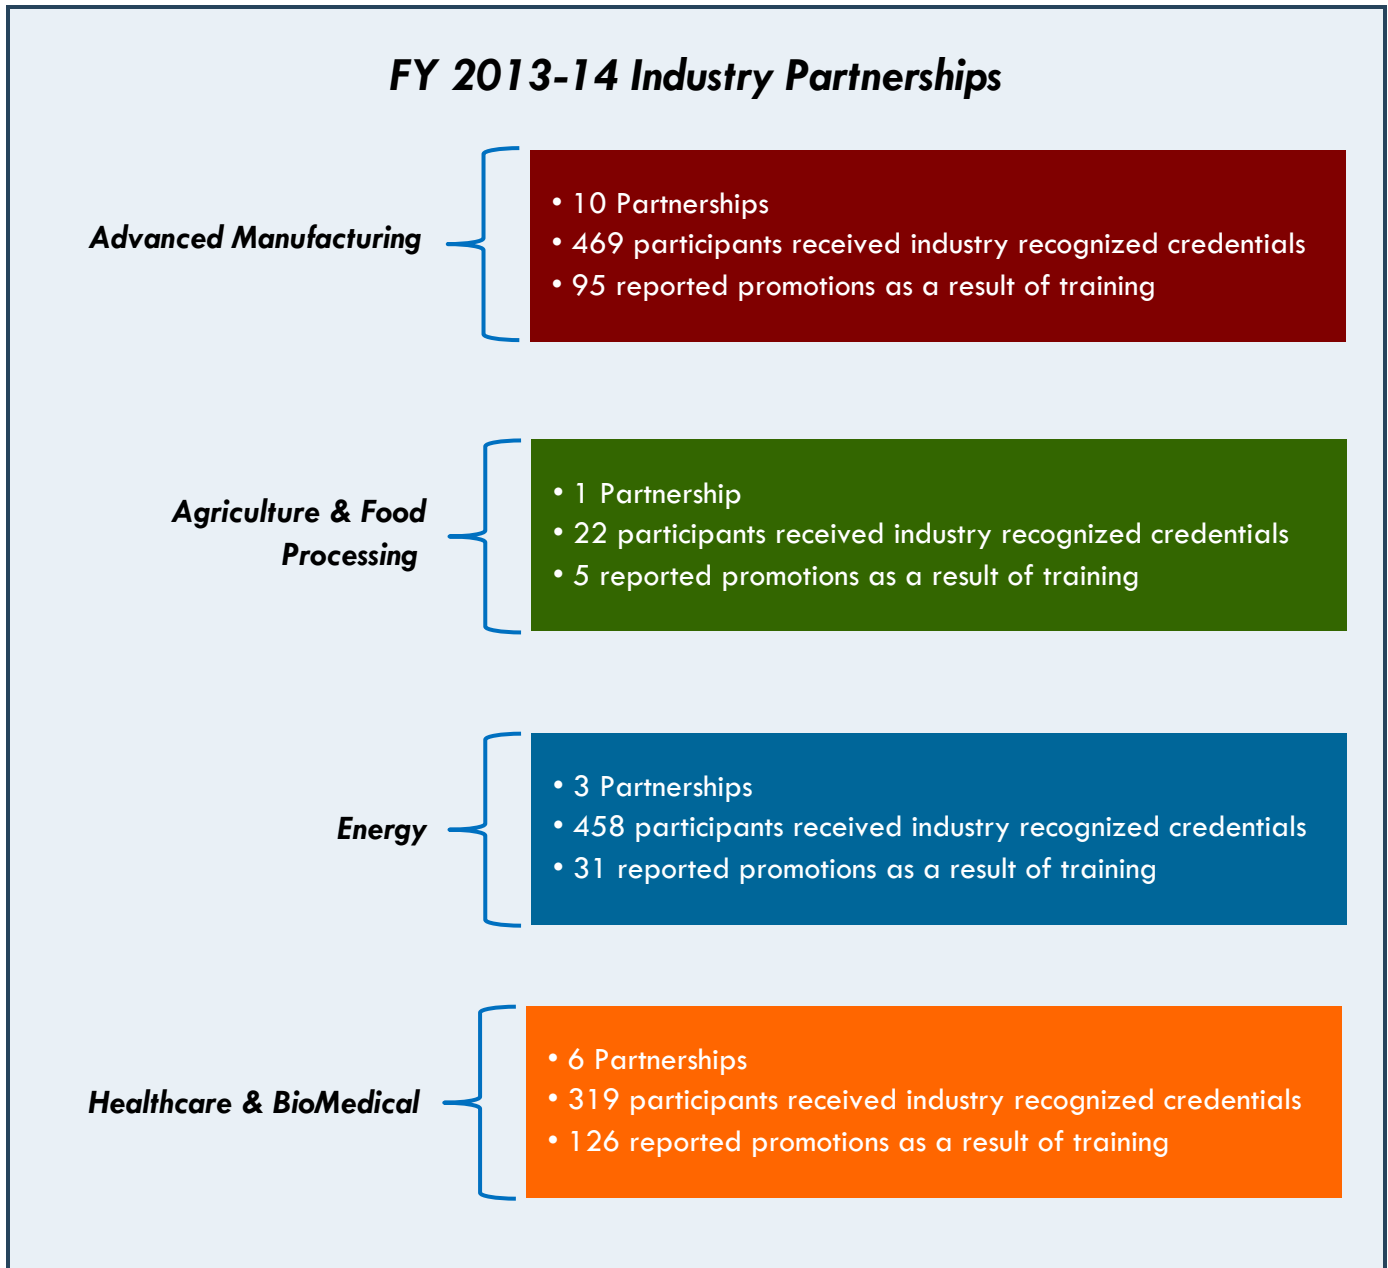 FY 2013-14 Industry Partnerships
Advanced Manufacturing
• 10 Partnerships
• 469 participants received industry recognized credentials
• 95 reported promotions as a result of training
Agriculture & Food
Processing
• 1 Partnership
• 22 participants received industry recognized credentials
• 5 reported promotions as a result of training
Energy
• 3 Partnerships
• 458 participants received industry recognized credentials
• 31 reported promotions as a result of training
Healthcare & BioMedical
• 6 Partnerships
• 319 participants received industry recognized credentials
• 126 reported promotions as a result of training